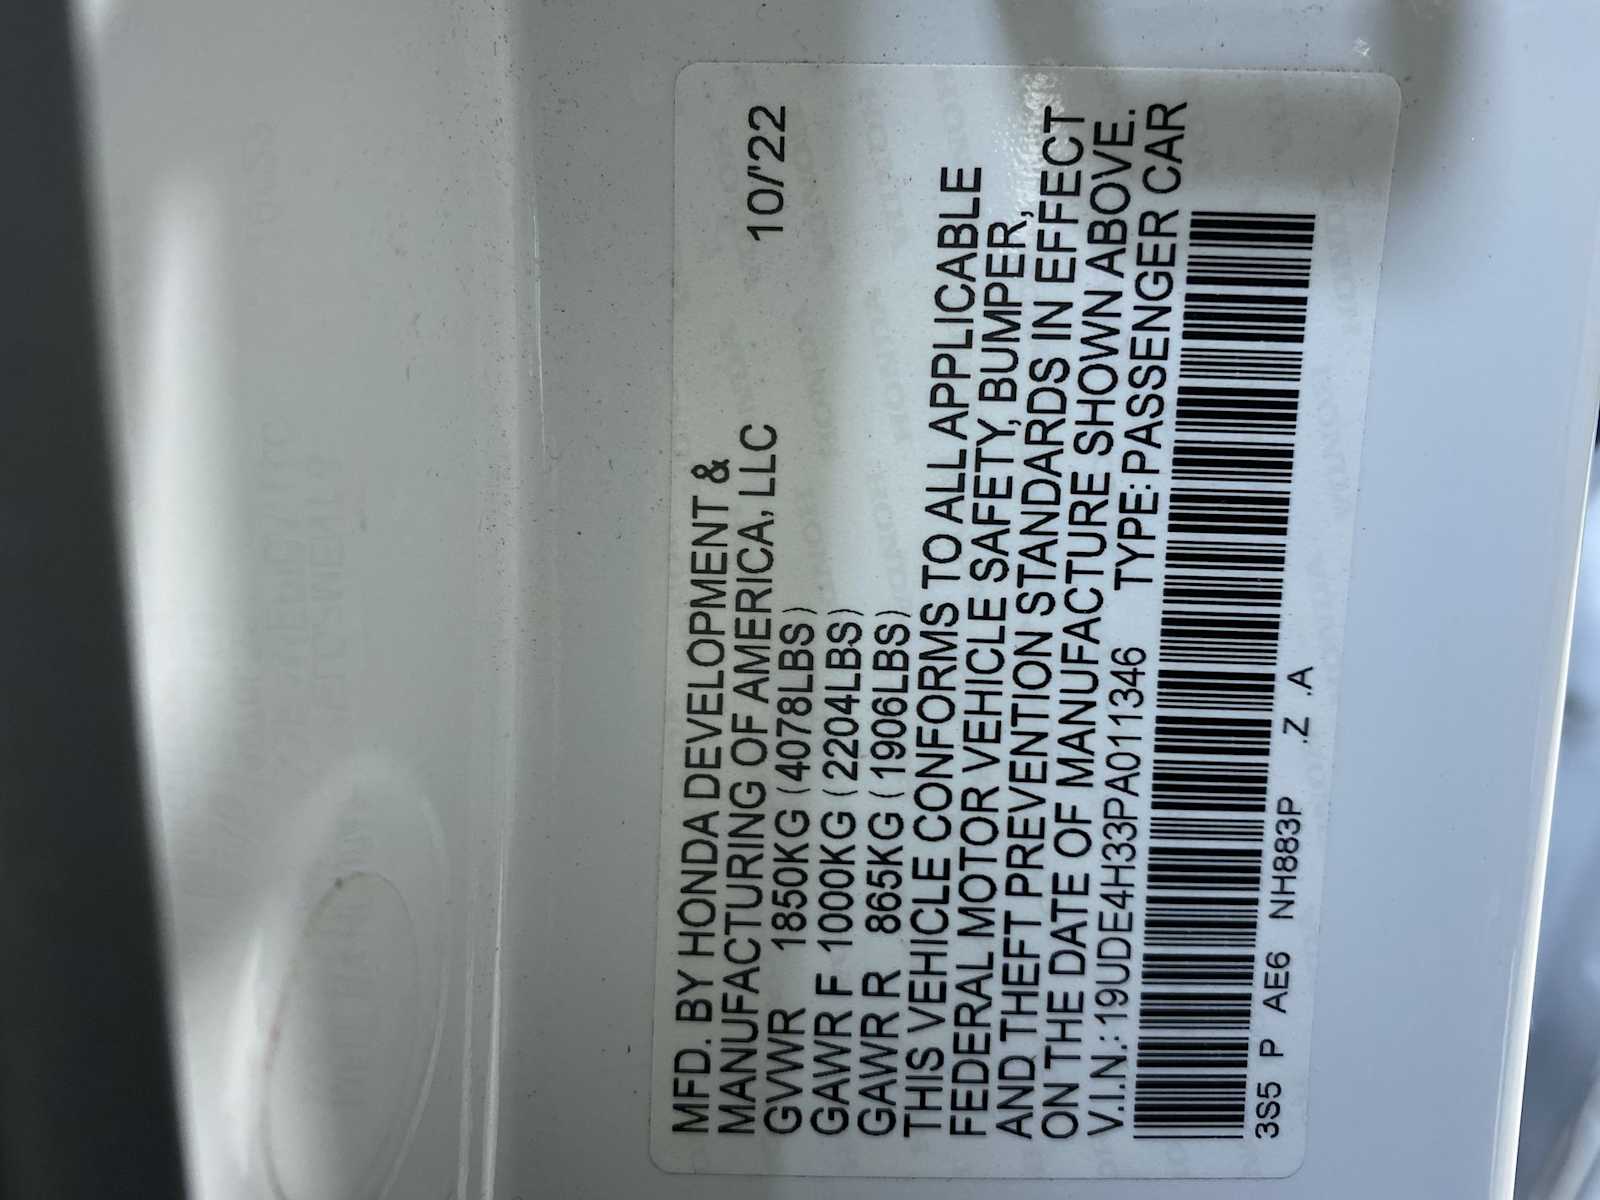 MFD. BY HONDA DEVELOPMENT &
MANUFACTURING OF AMERICA, LLC 10/'22
GVWR 1850KG (4078LBS)
GAWR F 1000KG (2204LBS)
GAWR R 865KG (1906LBS)
THIS VEHICLE CONFORMS TO ALL APPLICABLE
FEDERAL MOTOR VEHICLE SAFETY, BUMPER,
AND THEFT PREVENTION STANDARDS IN EFFECT
ON THE DATE OF MANUFACTURE SHOWN ABOVE.
V.I.N.: 19UDE4H33PA011346 TYPE: PASSENGER CAR
3S5 P AE6 NH883P .Z .A